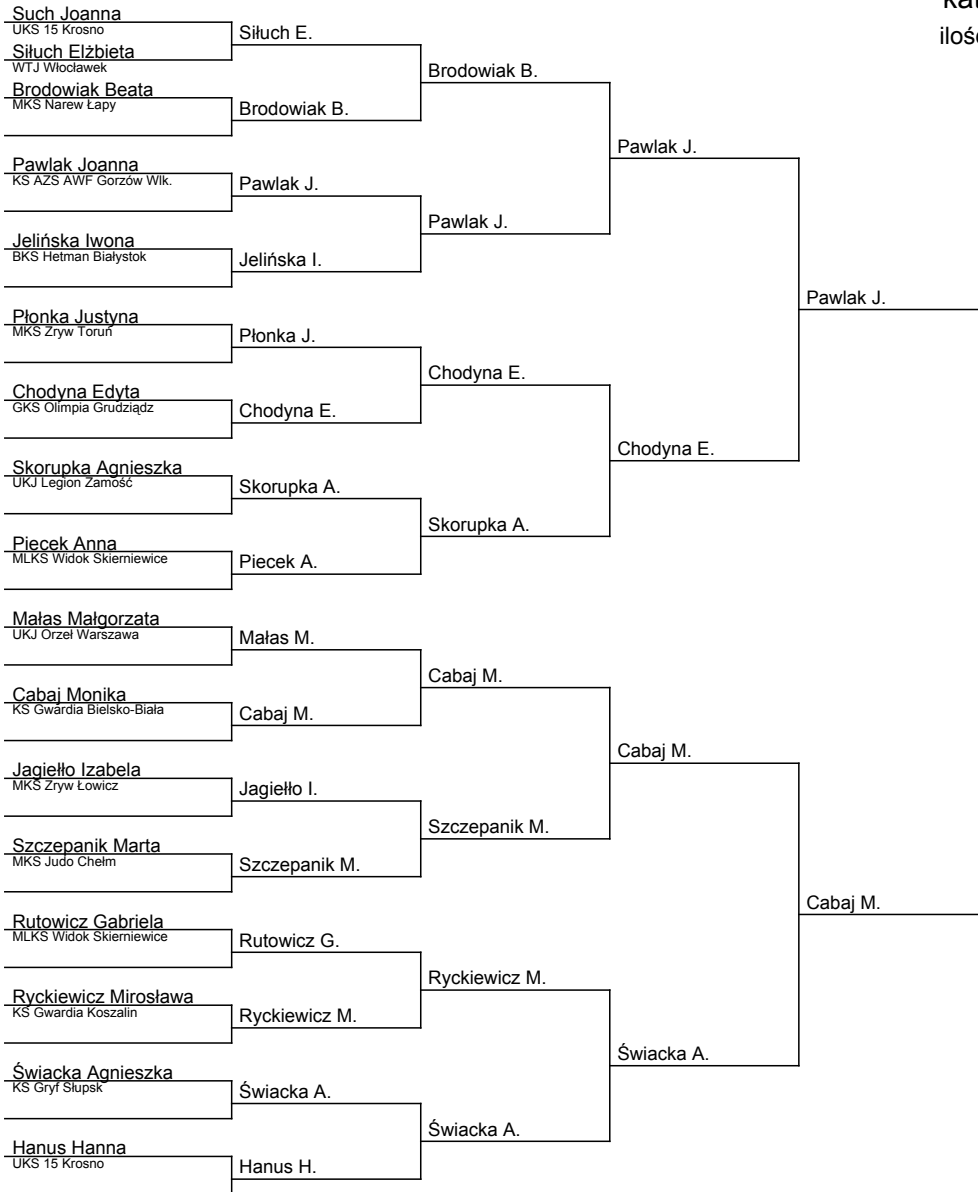 kat
ilość
Such Joanna
UKS 15 Krosno
Siłuch E.
Siłuch Elżbieta
WTJ Włocławek
Brodowiak B.
Brodowiak Beata
MKS Narew Łapy
Brodowiak B.
Pawlak J.
Pawlak Joanna
KS AZS AWF Gorzów Wlk.
Pawlak J.
Pawlak J.
Jelińska Iwona
BKS Hetman Białystok
Jelińska I.
Pawlak J.
Płonka Justyna
MKS Zryw Toruń
Płonka J.
Chodyna E.
Chodyna Edyta
GKS Olimpia Grudziądz
Chodyna E.
Chodyna E.
Skorupka Agnieszka
UKJ Legion Zamość
Skorupka A.
Skorupka A.
Piecek Anna
MLKS Widok Skierniewice
Piecek A.
Małas Małgorzata
UKJ Orzeł Warszawa
Małas M.
Cabaj M.
Cabaj Monika
KS Gwardia Bielsko-Biała
Cabaj M.
Cabaj M.
Jagiełło Izabela
MKS Zryw Łowicz
Jagiełło I.
Szczepanik M.
Szczepanik Marta
MKS Judo Chełm
Szczepanik M.
Cabaj M.
Rutowicz Gabriela
MLKS Widok Skierniewice
Rutowicz G.
Ryckiewicz M.
Ryckiewicz Mirosława
KS Gwardia Koszalin
Ryckiewicz M.
Świacka A.
Świacka Agnieszka
KS Gryf Słupsk
Świacka A.
Świacka A.
Hanus Hanna
UKS 15 Krosno
Hanus H.